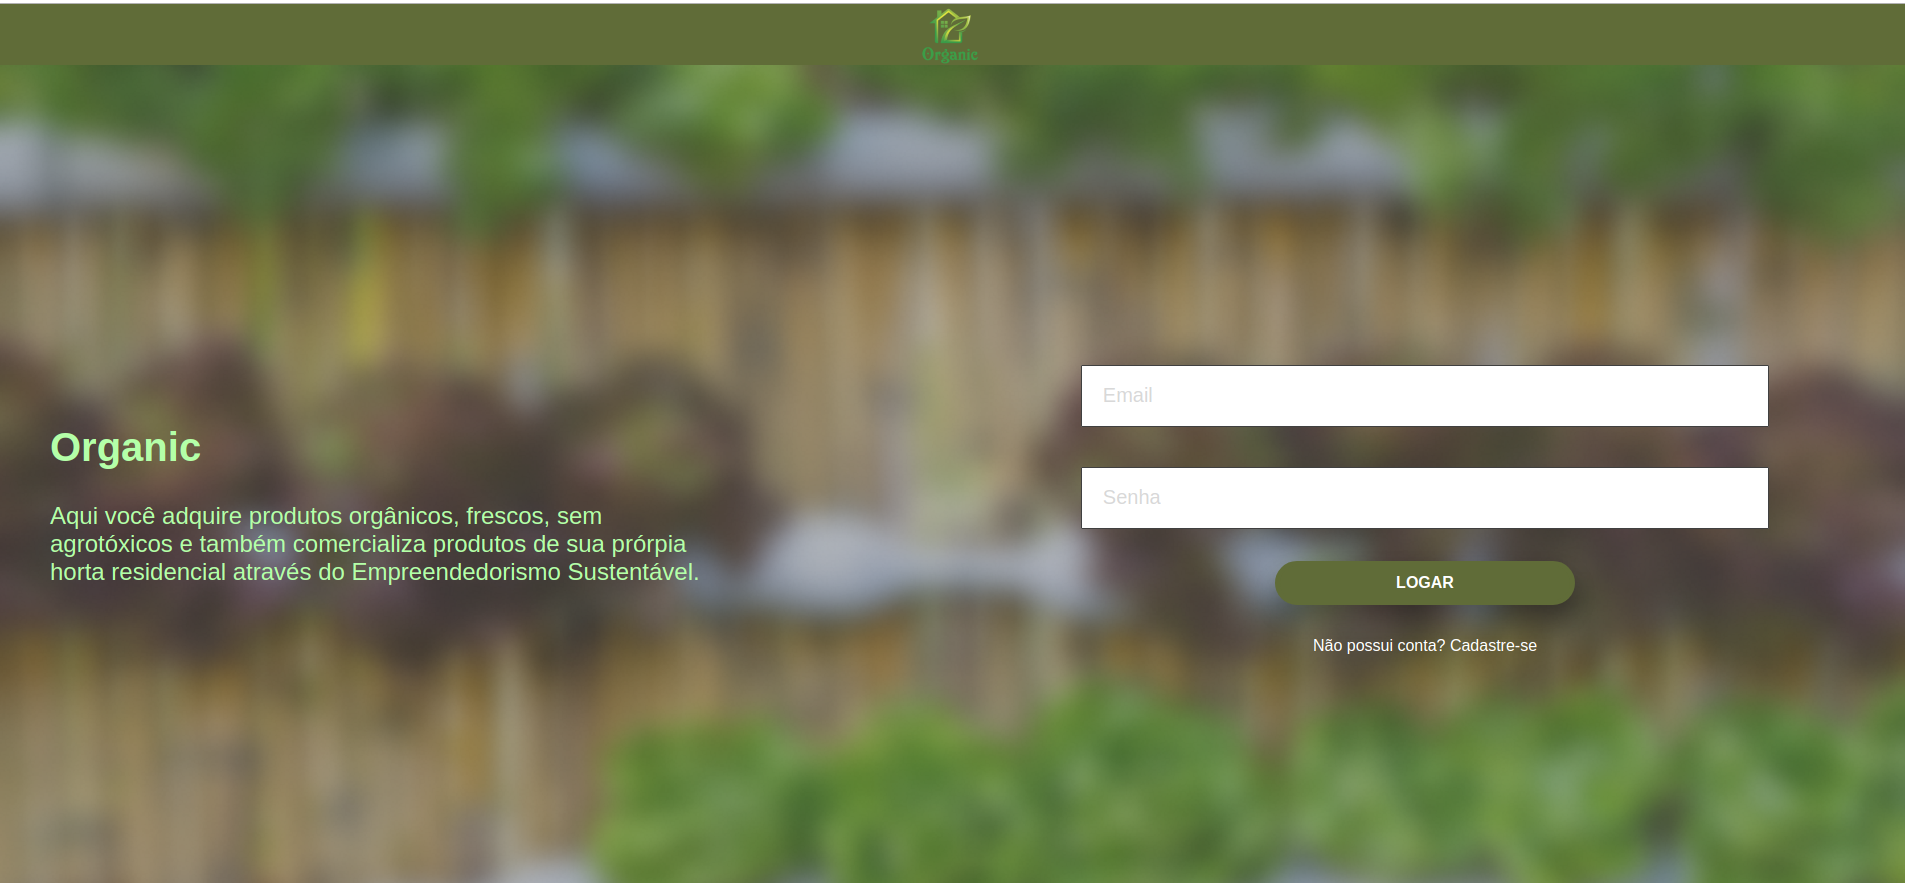 Organic
Organic
Aqui você adquire produtos orgânicos, frescos, sem
agrotóxicos e também comercializa produtos de sua prórpia
horta residencial através do Empreendedorismo Sustentável.
Email
Senha
LOGAR
Não possui conta? Cadastre-se